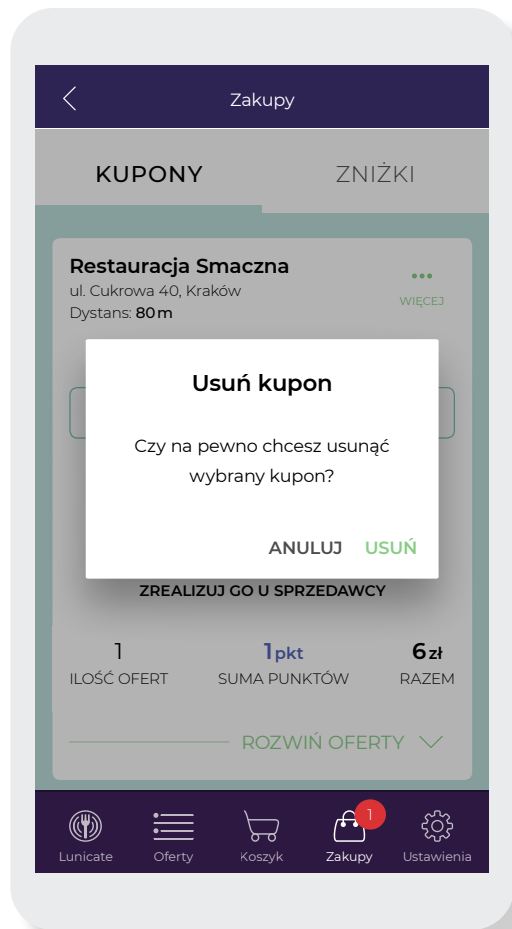 Zakupy
KUPONY
ZNIŻKI
Restauracja Smaczna
ul. Cukrowa 40, Kraków
Dystans: 80m
WIĘCEJ
Usuń kupon
Czy na pewno chcesz usunąć
wybrany kupon?
ANULUJ USUŃ
ZREALIZUJ GO U SPRZEDAWCY
1 1pkt 6zł
ILOŚĆ OFERT SUMA PUNKTÓW RAZEM
ROZWIŃ OFERTY
1
Lunicate Oferty Koszyk Zakupy Ustawienia